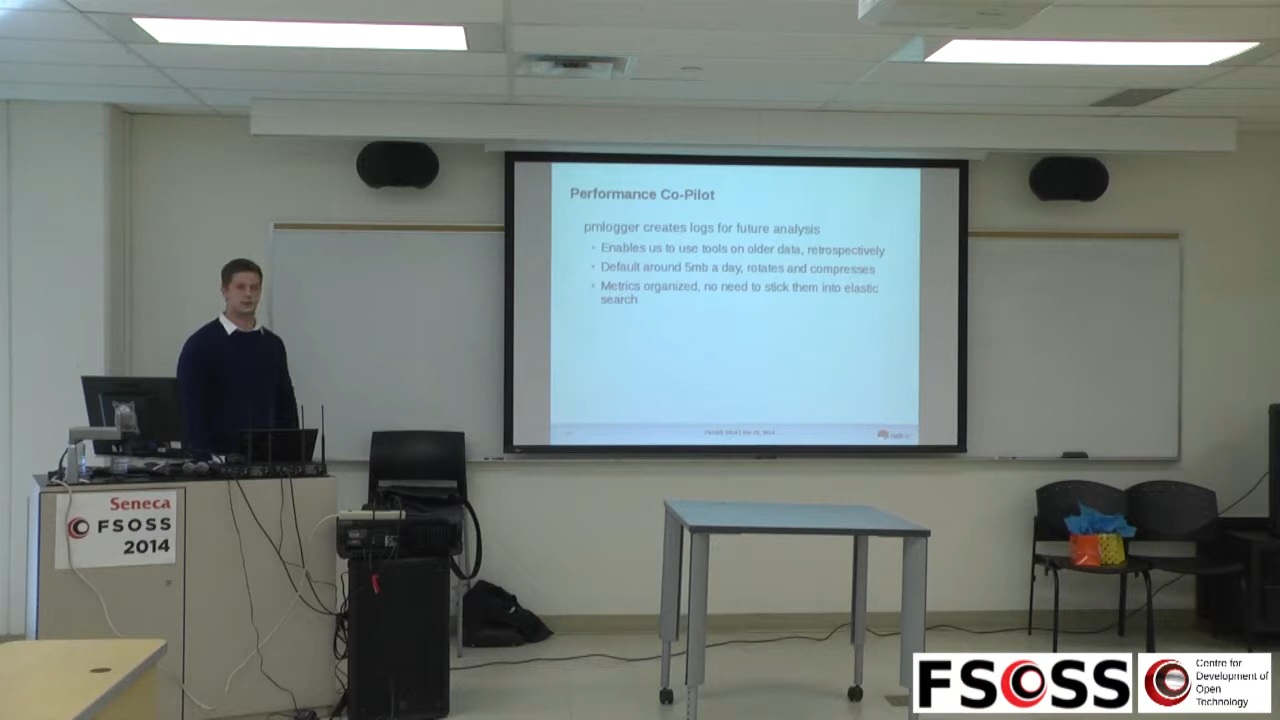 Performance Co-Pilot
pmlogger creates logs for future analysis
Enables us to use tools on older data, retrospectively
Default around 5mb a day, rotates and compresses
Metrics organized, no need to stick them into elastic
search
Seneca
FSOSS
2014
FSOSS
Centre for
Development of
Open
Technology